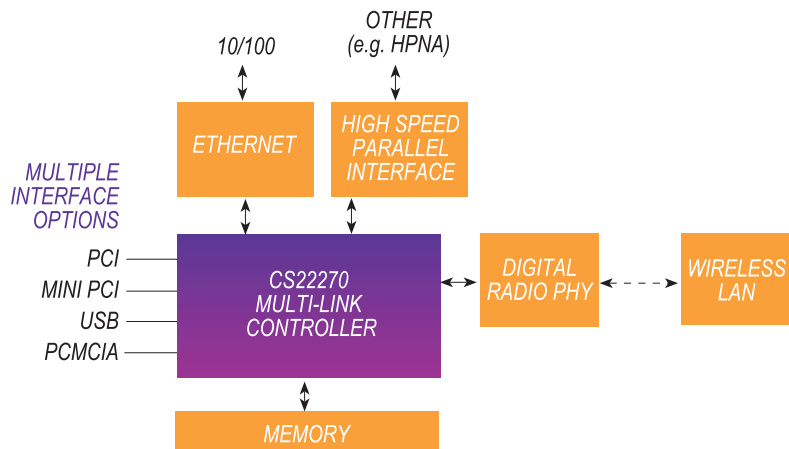 10/100
OTHER
(e.g. HPNA)
ETHERNET
HIGH SPEED
PARALLEL
INTERFACE
MULTIPLE
INTERFACE
OPTIONS
PCI
MINI PCI
USB
PCMCIA
CS22270
MULTI-LINK
CONTROLLER
DIGITAL
RADIO PHY
WIRELESS
LAN
MEMORY